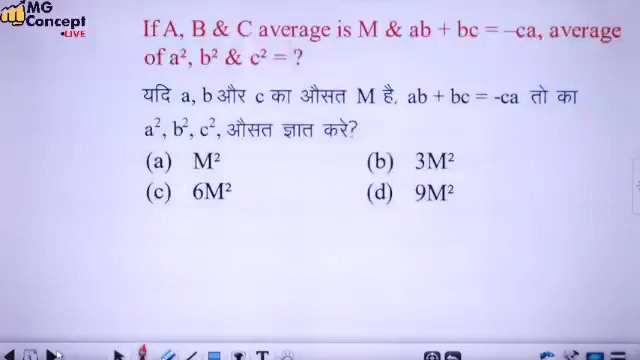 MG
Concept
LIVE
If A, B & C average is M & ab + bc = –ca, average
of a², b² & c² = ?
यदि a, b और c का औसत M है, ab + bc = -ca तो का
a², b², c², औसत ज्ञात करे?
(a) M² (b) 3M²
(c) 6M² (d) 9M²